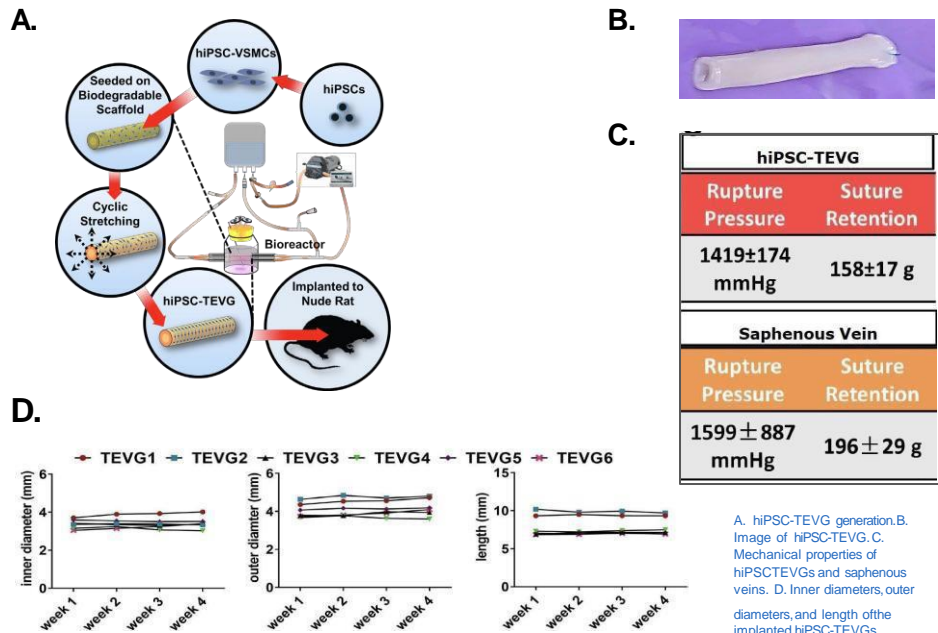 A.
hiPSC-VSMCs
Seeded on
Biodegradable
Scaffold
hiPSCs
Cyclic
Stretching
Bioreactor
hiPSC-TEVG
Implanted to
Nude Rat
B.
C.
hiPSC-TEVG
Rupture Pressure
Suture Retention
1419±174 mmHg
158±17 g
Saphenous Vein
Rupture Pressure
Suture Retention
1599±887 mmHg
196±29 g
D.
TEVG1 TEVG2 TEVG3 TEVG4 TEVG5 TEVG6
inner diameter (mm)
6
4
2
0
week 1 week 2 week 3 week 4
outer diamter (mm)
6
4
2
0
week 1 week 2 week 3 week 4
length (mm)
15
10
5
0
week 1 week 2 week 3 week 4
A. hiPSC-TEVG generation.B.
Image of hiPSC-TEVG.C.
Mechanical properties of
hiPSCTEVGs and saphenous
veins. D. Inner diameters,outer
diameters,and length ofthe
implanted hiPSC-TEVGs